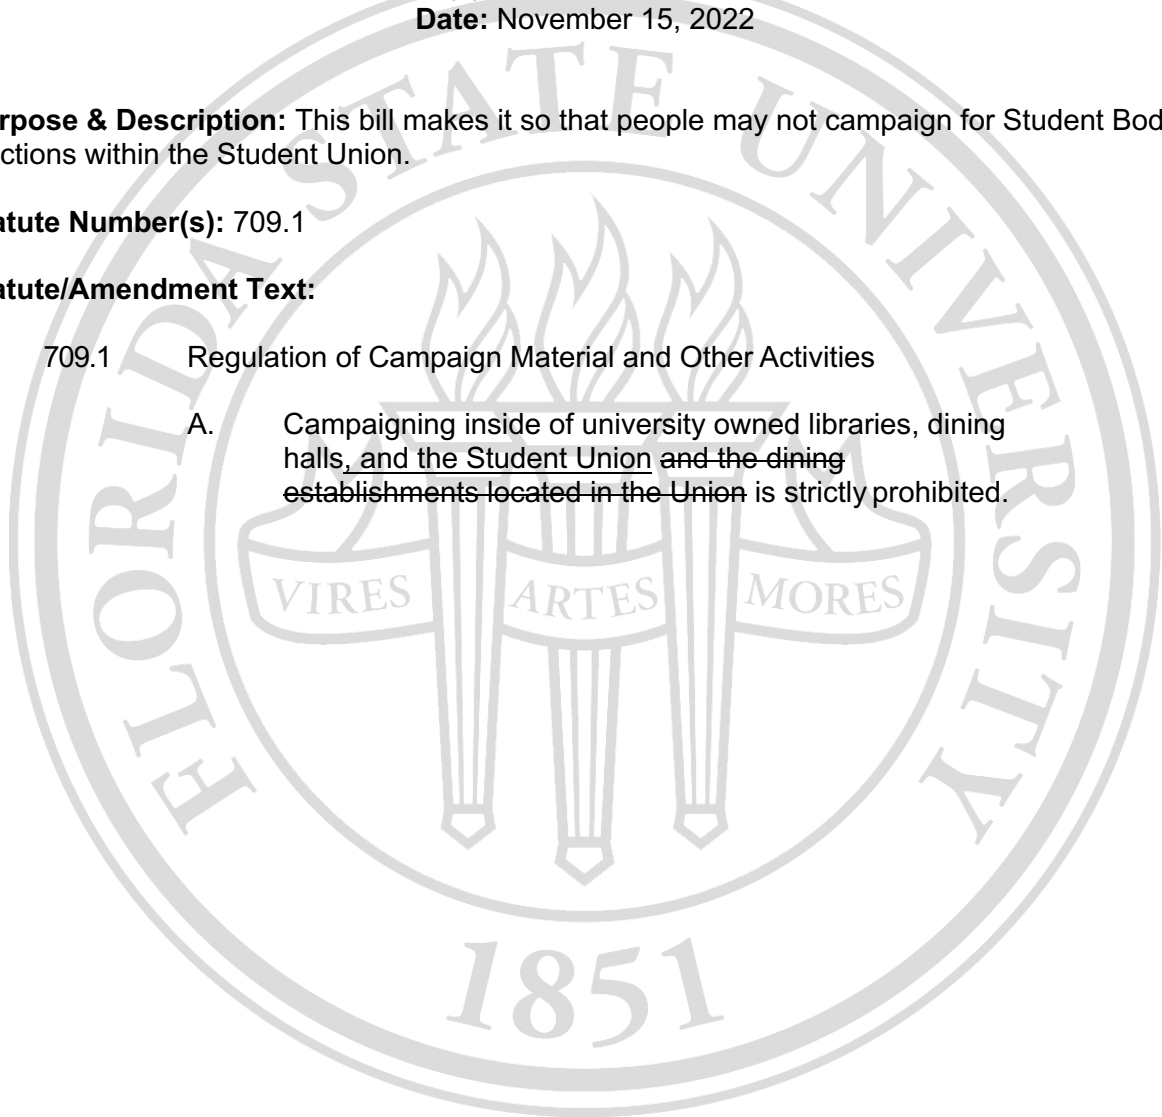 Date: November 15, 2022
rpose & Description: This bill makes it so that people may not campaign for Student Bod
ctions within the Student Union.
atute Number(s): 709.1
atute/Amendment Text:
709.1 Regulation of Campaign Material and Other Activities
A. Campaigning inside of university owned libraries, dining
halls, and the Student Union and the dining
establishments located in the Union is strictly prohibited.
FLORIDA STATE UNIVERSITY
VIRES ARTES MORES
1851